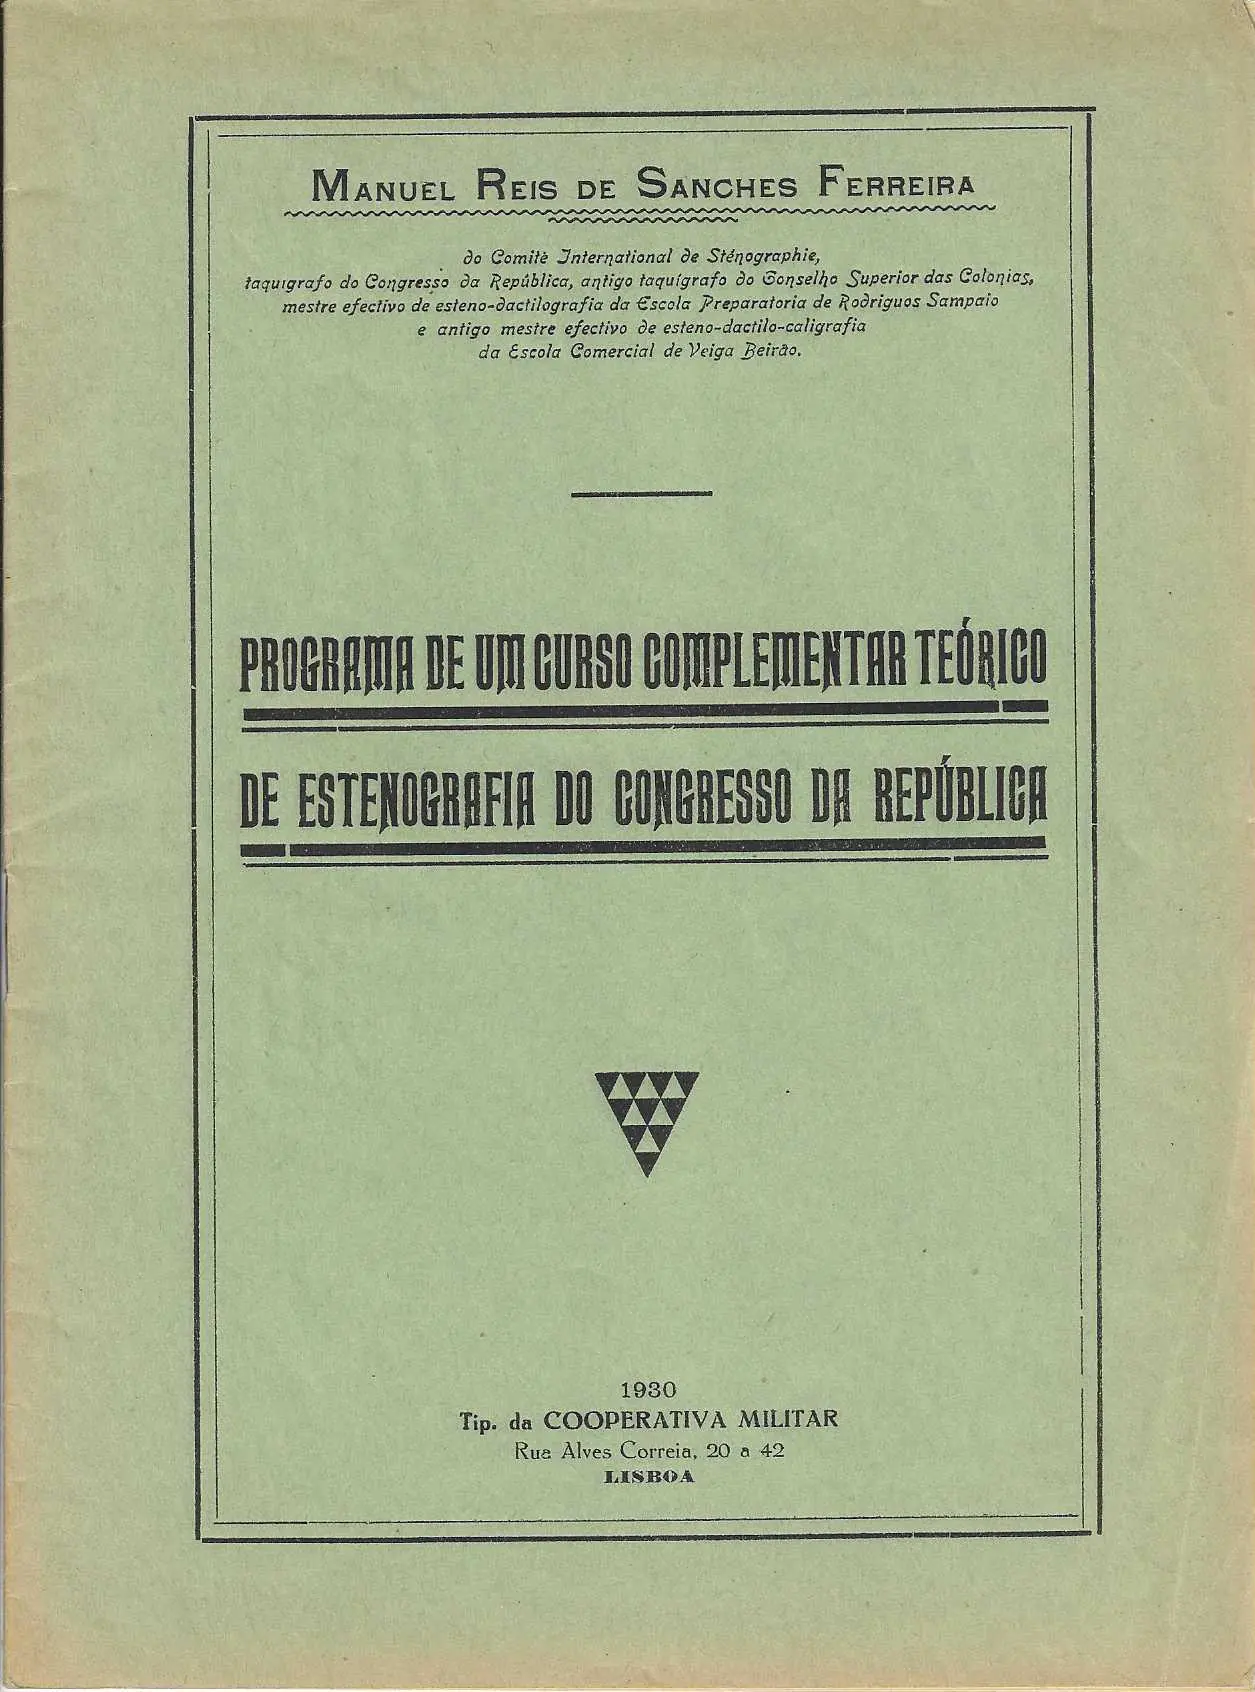 MANUEL REIS DE SANCHES FERREIRA
do Comitè International de Sténographie,
taquigrafo do Congresso da República, antigo taquígrafo do Conselho Superior das Colonias,
mestre efectivo de esteno-dactilografia da Escola Preparatoria de Rodriguos Sampaio
e antigo mestre efectivo de esteno-dactilo-caligrafia
da Escola Comercial de Veiga Beirão.
PROGRAMA DE UM CURSO COMPLEMENTAR TEÓRICO
DE ESTENOGRAFIA DO CONGRESSO DA REPÚBLICA
1930
Tip. da COOPERATIVA MILITAR
Rua Alves Correia, 20 a 42
LISBOA